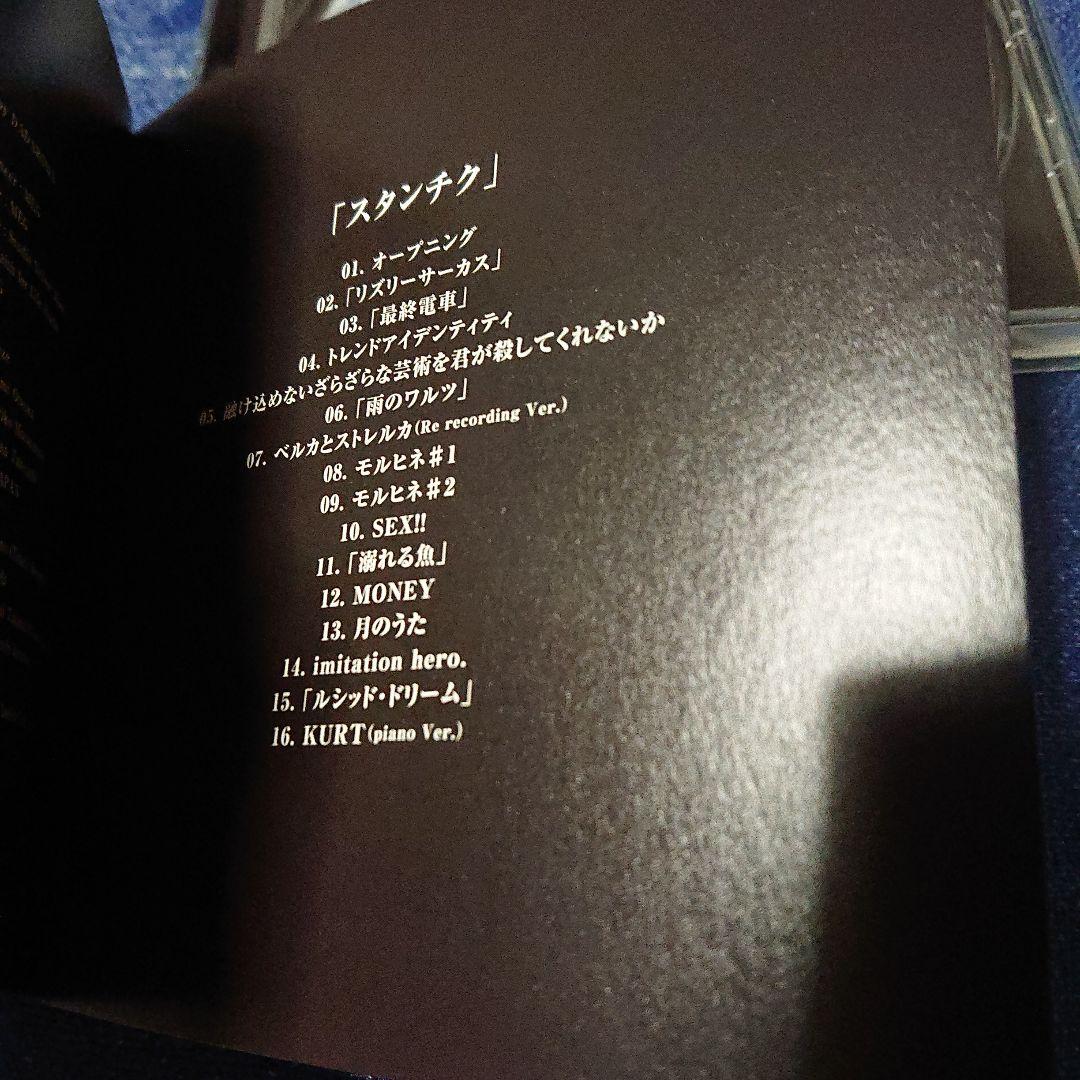 「スタンチク」
01. オープニング
02.「リズリーサーカス」
03.「最終電車」
04. トレンドアイデンティティ
05. 融け込めないざらざらな芸術を君が殺してくれないか
06.「雨のワルツ」
07. ベルカとストレルカ(Re recording Ver.)
08. モルヒネ#1
09. モルヒネ#2
10. SEX!!
11.「溺れる魚」
12. MONEY
13. 月のうた
14. imitation hero.
15.「ルシッド・ドリーム」
16. KURT(piano Ver.)